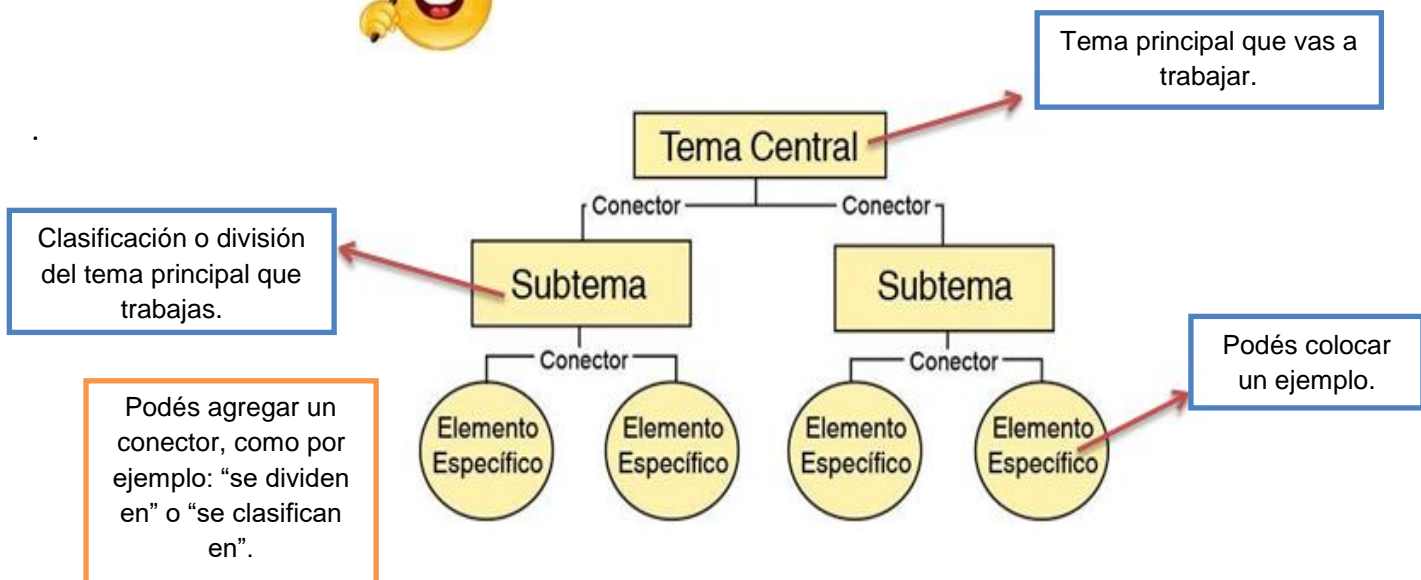 Tema principal que vas a
trabajar.
.
Tema Central
Conector
Conector
Clasificación o división
del tema principal que
trabajas.
Subtema
Subtema
Conector
Conector
Podés colocar
un ejemplo.
Podés agregar un
conector, como por
ejemplo: “se dividen
en” o “se clasifican
en”.
Elemento
Específico
Elemento
Específico
Elemento
Específico
Elemento
Específico